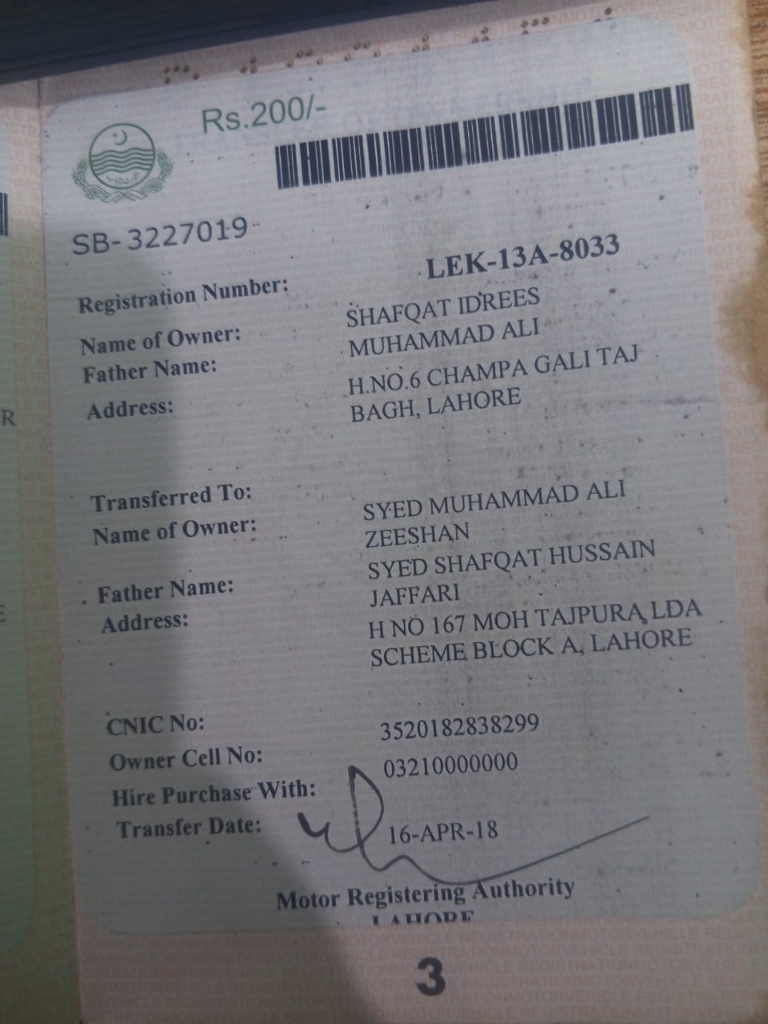 Rs.200/-
SB-3227019
Registration Number: LEK-13A-8033
Name of Owner: SHAFQAT IDREES
Father Name: MUHAMMAD ALI
Address: H.NO.6 CHAMPA GALI TAJ
BAGH, LAHORE
Transferred To:
Name of Owner: SYED MUHAMMAD ALI
ZEESHAN
Father Name: SYED SHAFQAT HUSSAIN
JAFFARI
Address: H NO 167 MOH TAJPURA, LDA
SCHEME BLOCK A, LAHORE
CNIC No: 3520182838299
Owner Cell No: 03210000000
Hire Purchase With:
Transfer Date: 16-APR-18
Motor Registering Authority
LAHORE
3